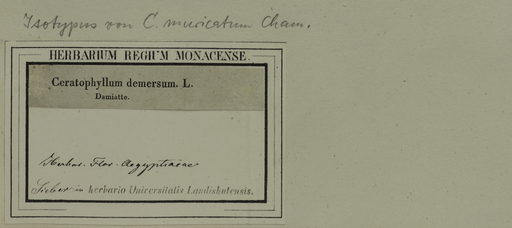 Isotypus von C. muricatum Cham.
HERBARIUM REGIUM MONACENSE.
Ceratophyllum demersum. L.
Damiatte.
Herbar. Flor. Aegyptiacae
Sieber in herbario Universitatis Landishutensis.